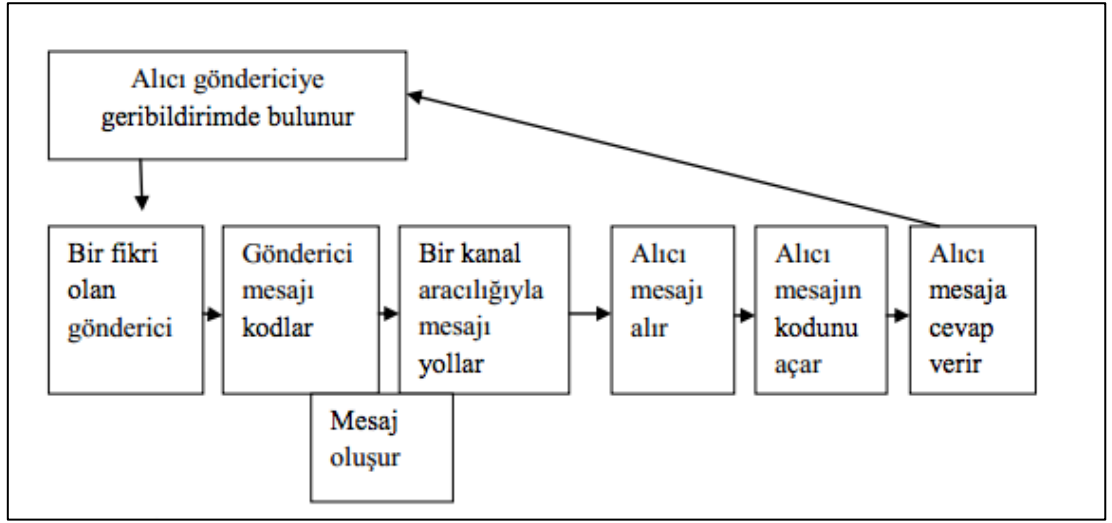 Alıcı göndericiye
geribildirimde bulunur
Bir fikri
olan
gönderici
Gönderici
mesajı
kodlar
Bir kanal
aracılığıyla
mesajı
yollar
Alıcı
mesajı
alır
Alıcı
mesajın
kodunu
açar
Alıcı
mesaja
cevap
verir
Mesaj
oluşur